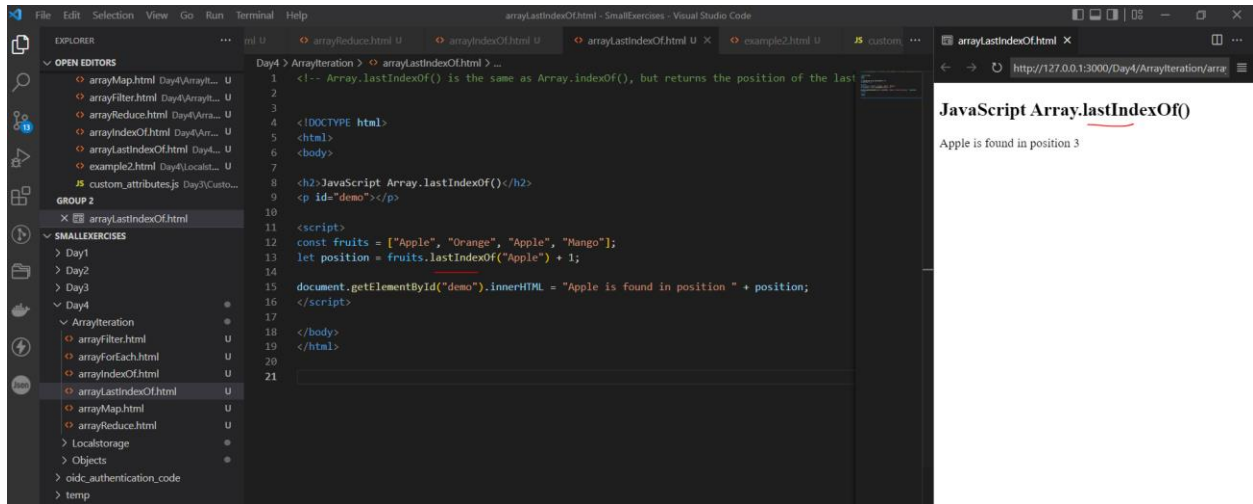 File Edit Selection View Go Run Terminal Help arrayLastIndexOf.html - SmallExercises - Visual Studio Code
EXPLORER
OPEN EDITORS
arrayMap.html Day4\ArrayIt... U
arrayFilter.html Day4\ArrayIt... U
arrayReduce.html Day4\Arra... U
arrayIndexOf.html Day4\Arr... U
arrayLastIndexOf.html Day4... U
example2.html Day4\Localst... U
JS custom_attributes.js Day3\Custo...
GROUP 2
arrayLastIndexOf.html
SMALLEXERCISES
Day1
Day2
Day3
Day4
ArrayIteration
arrayFilter.html U
arrayForEach.html U
arrayIndexOf.html U
arrayLastIndexOf.html U
arrayMap.html U
arrayReduce.html U
Localstorage
Objects
oidc_authentication_code
temp
13
Json
ml U arrayReduce.html U arrayIndexOf.html U arrayLastIndexOf.html U example2.html U JS custom
Day4 > ArrayIteration > arrayLastIndexOf.html > ...
1 <!-- Array.lastIndexOf() is the same as Array.indexOf(), but returns the position of the last
2
3
4 <!DOCTYPE html>
5 <html>
6 <body>
7
8 <h2>JavaScript Array.lastIndexOf()</h2>
9 <p id="demo"></p>
10
11 <script>
12 const fruits = ["Apple", "Orange", "Apple", "Mango"];
13 let position = fruits.lastIndexOf("Apple") + 1;
14
15 document.getElementById("demo").innerHTML = "Apple is found in position " + position;
16 </script>
17
18 </body>
19 </html>
20
21
arrayLastIndexOf.html
http://127.0.0.1:3000/Day4/ArrayIteration/arra
JavaScript Array.lastIndexOf()
Apple is found in position 3